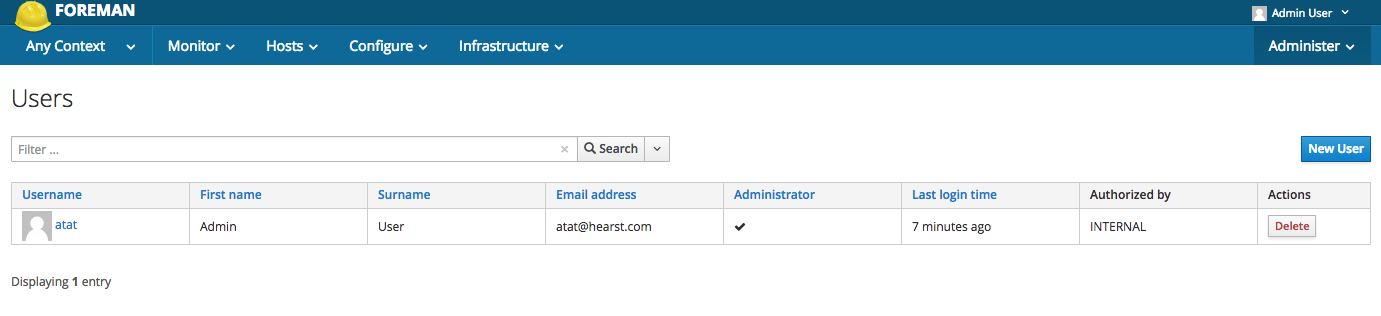 FOREMAN
Admin User
Any Context Monitor Hosts Configure Infrastructure Administer
Users
Filter ... × Search New User
Username First name Surname Email address Administrator Last login time Authorized by Actions
atat Admin User atat@hearst.com ✔ 7 minutes ago INTERNAL Delete
Displaying 1 entry